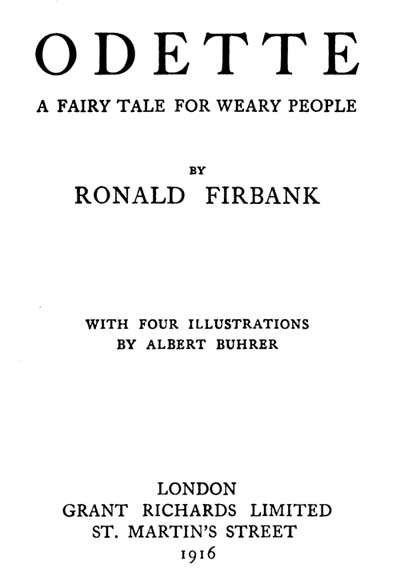 ODETTE
A FAIRY TALE FOR WEARY PEOPLE
BY
RONALD FIRBANK
WITH FOUR ILLUSTRATIONS
BY ALBERT BUHRER
LONDON
GRANT RICHARDS LIMITED
ST. MARTIN'S STREET
1916